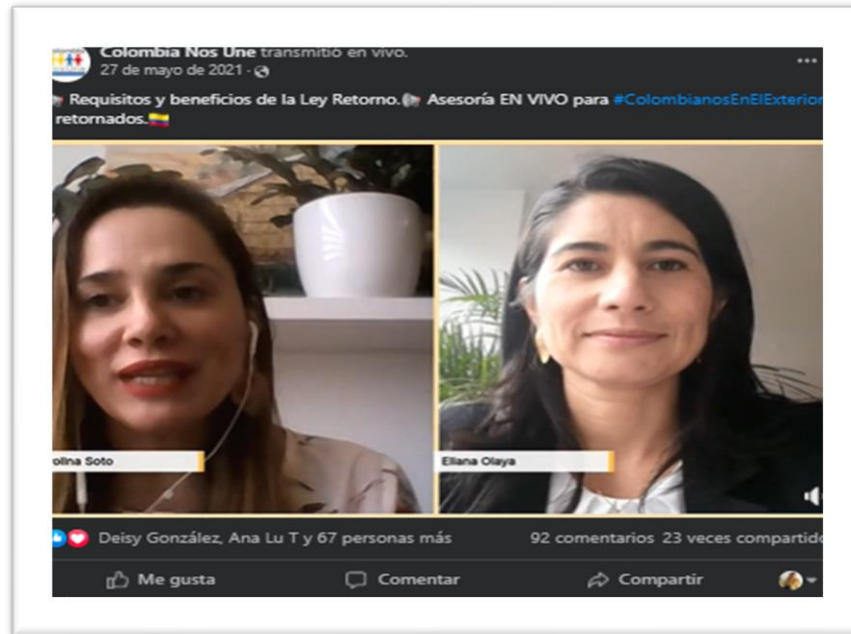 Colombia Nos Une transmitió en vivo.
27 de mayo de 2021 ·
Requisitos y beneficios de la Ley Retorno. Asesoría EN VIVO para #ColombianosEnElExterior
retornados.
olina Soto
Eliana Olaya
Deisy González, Ana Lu T y 67 personas más 92 comentarios 23 veces compartido
Me gusta Comentar Compartir